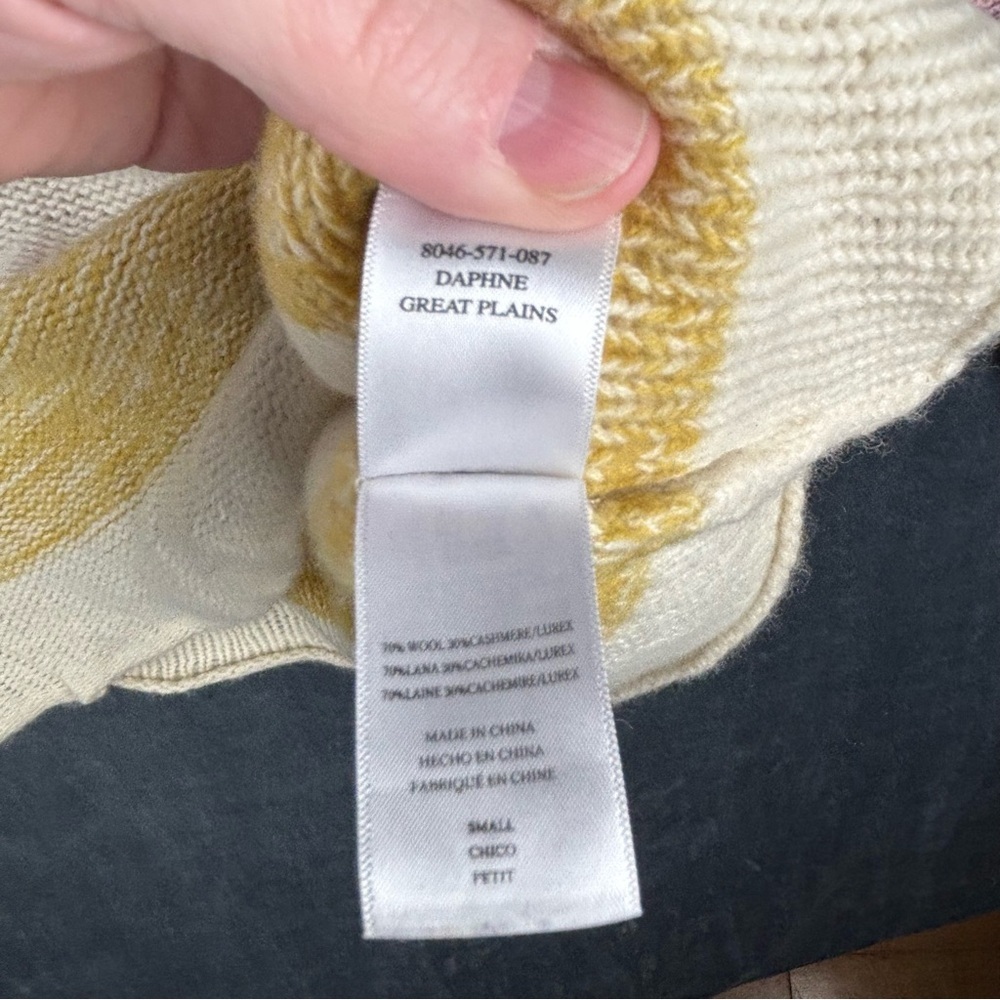 8046-571-087
DAPHNE
GREAT PLAINS
70% WOOL 30%CASHMERE/LUREX
70%LANA 30%CACHEMIRA/LUREX
70%LAINE 30%CACHEMIRE/LUREX
MADE IN CHINA
HECHO EN CHINA
FABRIQUÉ EN CHINE
SMALL
CHICO
PETIT